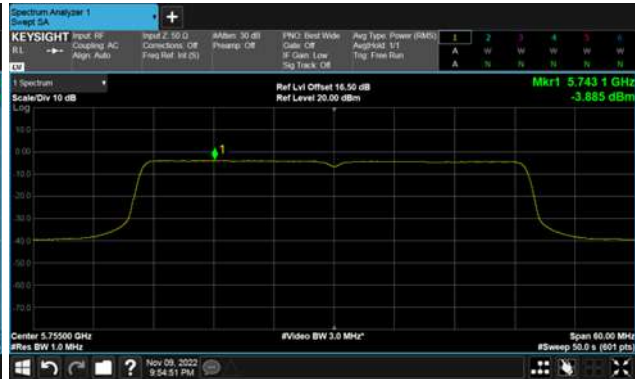 Spectrum Analyzer 1
Swept SA
+
KEYSIGHT Input: RF
RL
Coupling: AC
Align: Auto
Input Z: 50 Ω
Corrections: Off
Freq Ref: Int (S)
#Atten: 30 dB
Preamp: Off
PNO: Best Wide
Gate: Off
IF Gain: Low
Sig Track: Off
Avg Type: Power (RMS)
Avg|Hold: 1/1
Trig: Free Run
1 2 3 4 5 6
A W W W W W
A N N N N N
1 Spectrum
Scale/Div 10 dB
Log
Ref Lvl Offset 16.50 dB
Ref Level 20.00 dBm
Mkr1 5.743 1 GHz
-3.885 dBm
10.0
0.00
1
-10.0
-20.0
-30.0
-40.0
-50.0
-60.0
-70.0
Center 5.75500 GHz
#Res BW 1.0 MHz
#Video BW 3.0 MHz*
Span 60.00 MHz
#Sweep 50.0 s (601 pts)
?
Nov 09, 2022
9:54:51 PM